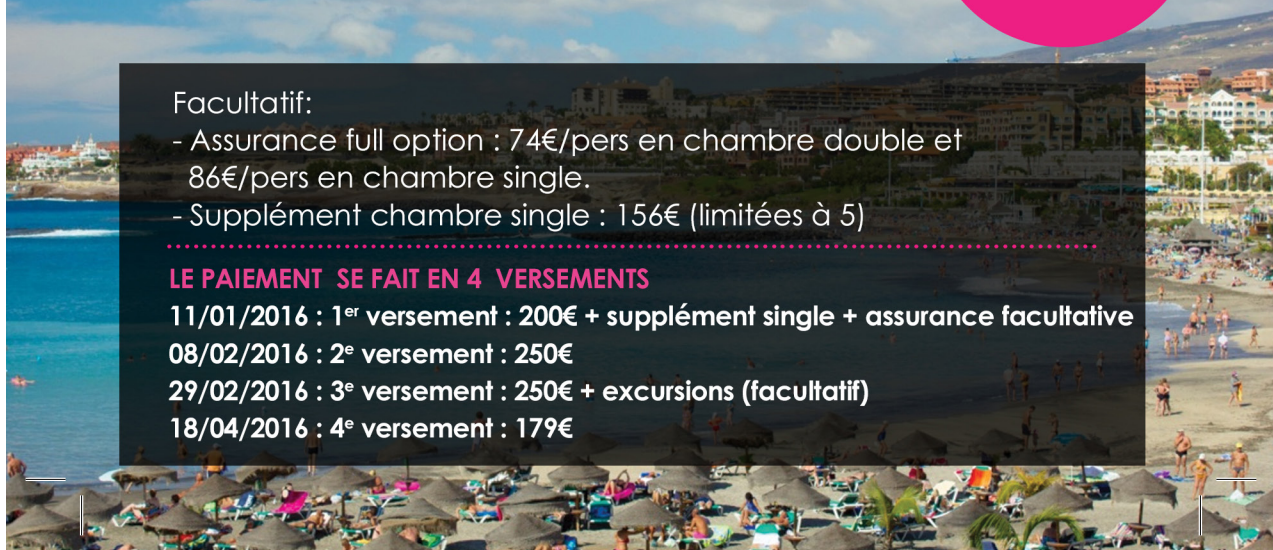 Facultatif:
- Assurance full option : 74€/pers en chambre double et
86€/pers en chambre single.
- Supplément chambre single : 156€ (limitées à 5)
LE PAIEMENT SE FAIT EN 4 VERSEMENTS
11/01/2016 : 1er versement : 200€ + supplément single + assurance facultative
08/02/2016 : 2e versement : 250€
29/02/2016 : 3e versement : 250€ + excursions (facultatif)
18/04/2016 : 4e versement : 179€